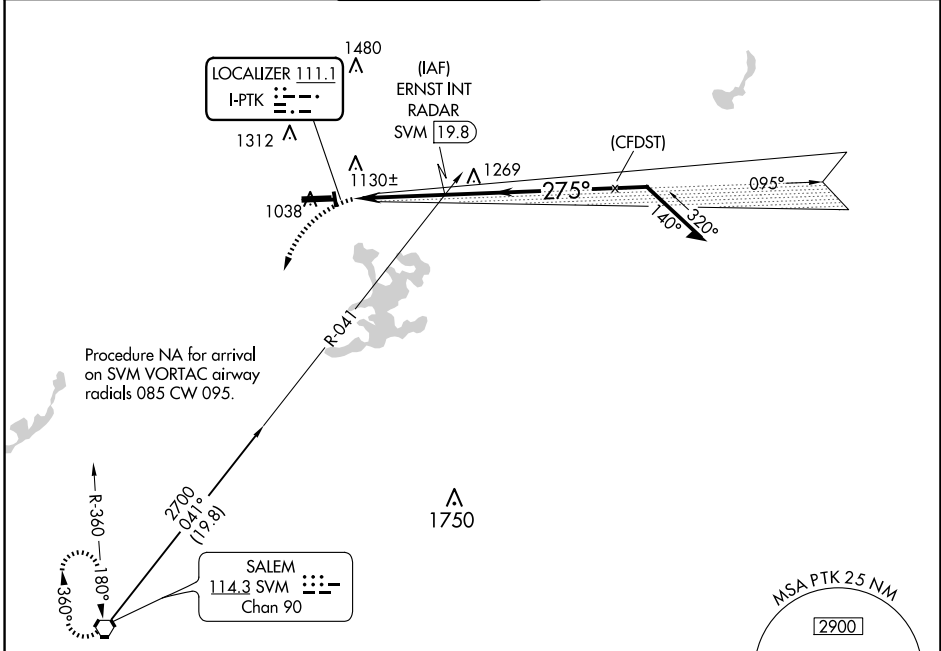 1480
LOCALIZER 111.1
I-PTK
1312
(IAF)
ERNST INT
RADAR
SVM 19.8
(CFDST)
1130±
1269
1038
275°
095°
140°
320°
R-041
Procedure NA for arrival
on SVM VORTAC airway
radials 085 CW 095.
2700
041°
(19.8)
R-360
180°
360°
1750
SALEM
114.3 SVM
Chan 90
MSA PTK 25 NM
2900